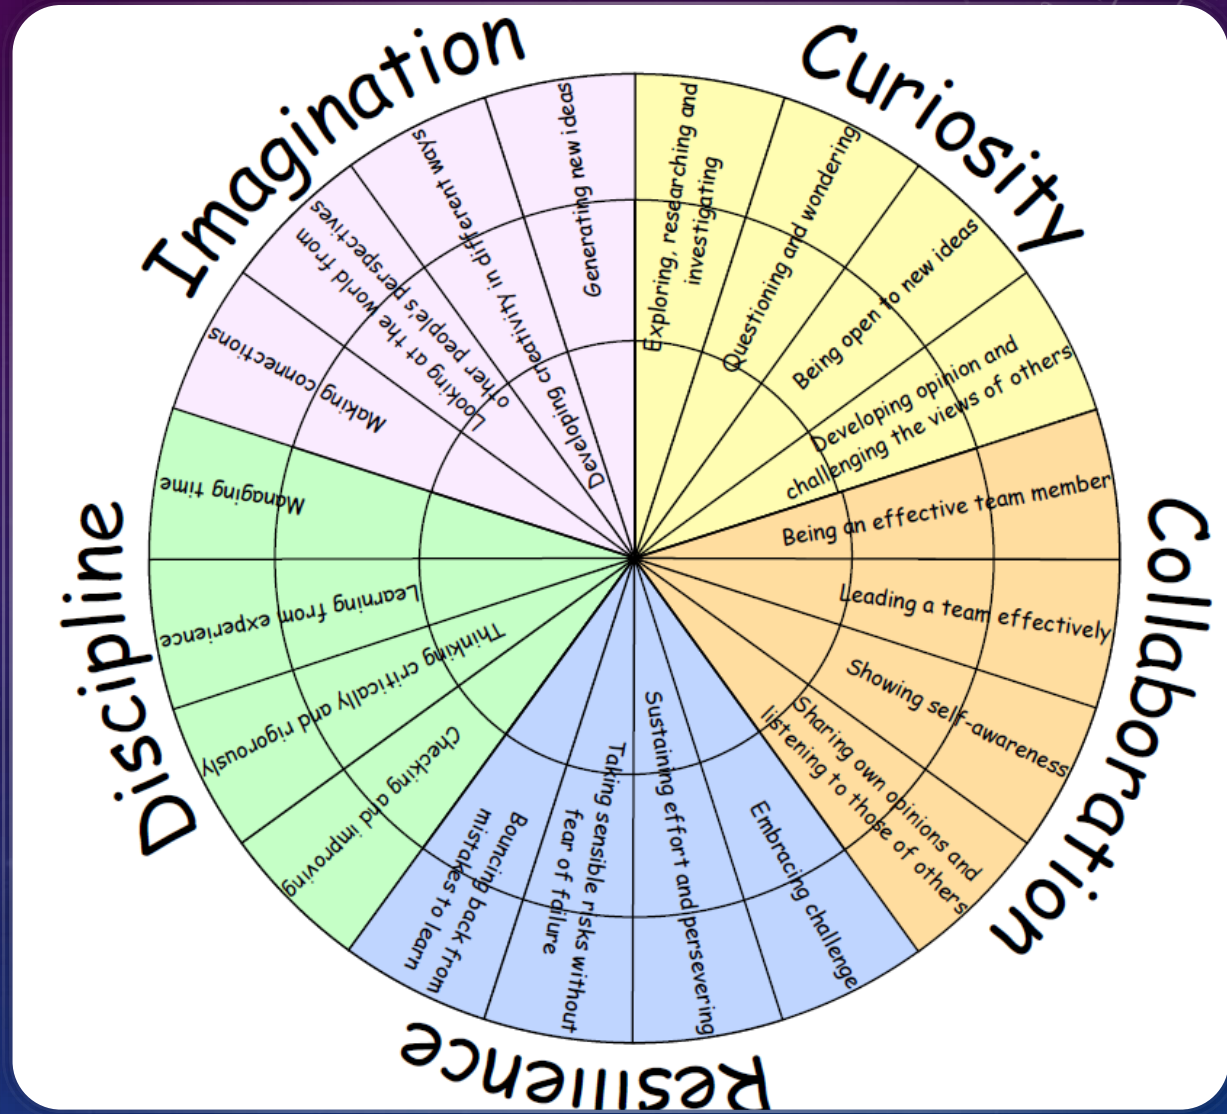 Curiosity
Exploring, researching and
investigating
Questioning and wondering
Being open to new ideas
Developing opinion and
challenging the views of others
Collaboration
Being an effective team member
Leading a team effectively
Showing self-awareness
Sharing own opinions and
listening to those of others
Resilience
Embracing challenge
Sustaining effort and persevering
Taking sensible risks without
fear of failure
Bouncing back from
mistakes to learn
Discipline
Checking and improving
Thinking critically and rigorously
Learning from experience
Managing time
Imagination
Making connections
Looking at the world from
other people's perspectives
Developing creativity in different ways
Generating new ideas